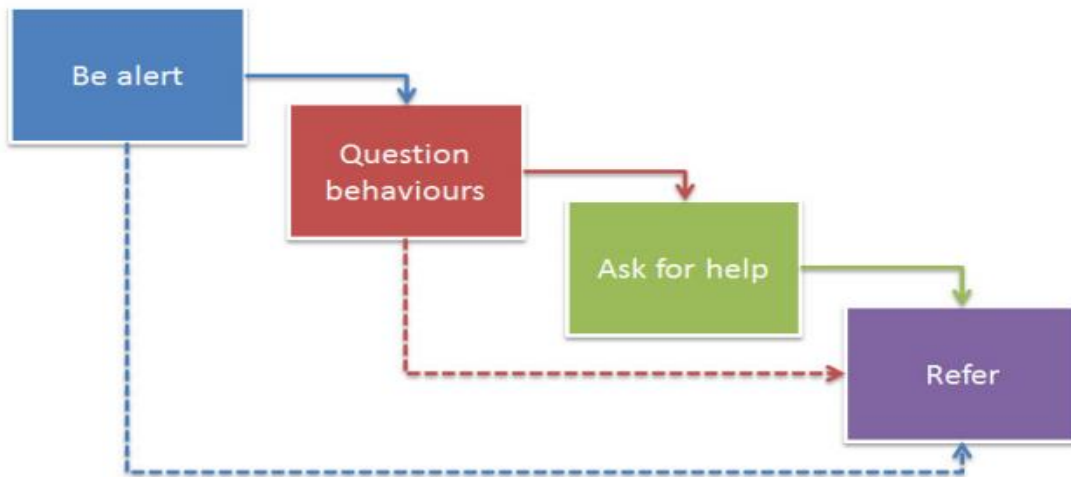 Be alert
Question
behaviours
Ask for help
Refer